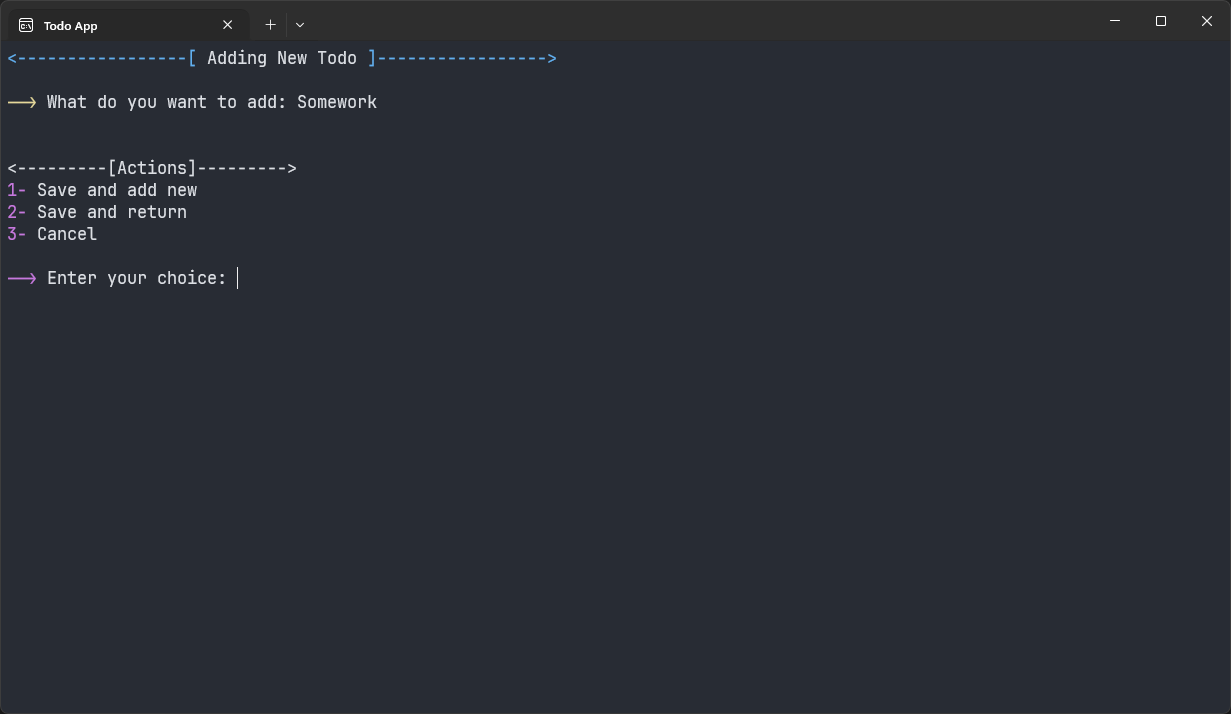 Todo App
<-----------------[ Adding New Todo ]----------------->
──> What do you want to add: Somework
<---------[Actions]--------->
1- Save and add new
2- Save and return
3- Cancel
──> Enter your choice: